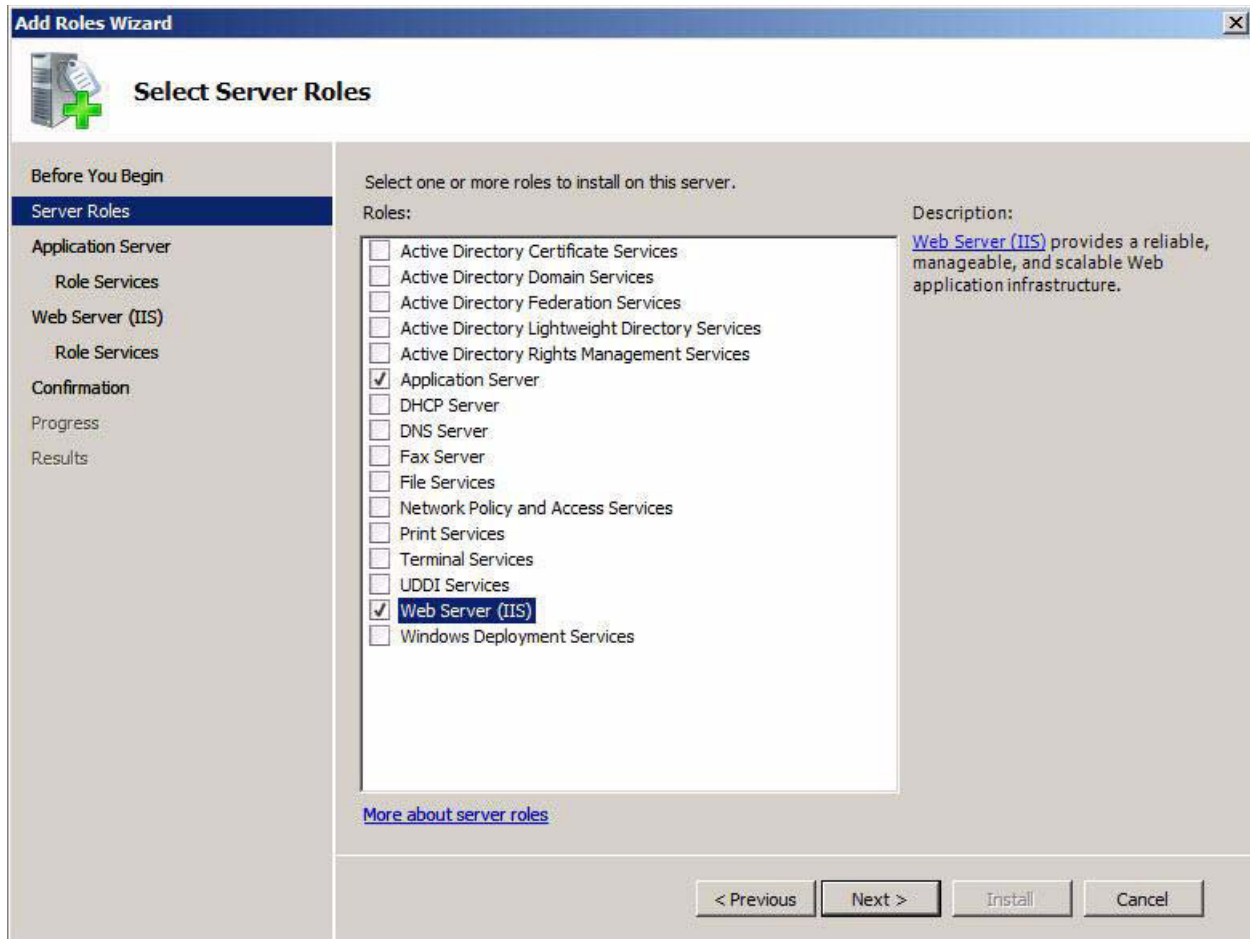 Add Roles Wizard
Select Server Roles
Before You Begin
Server Roles
Application Server
Role Services
Web Server (IIS)
Role Services
Confirmation
Progress
Results
Select one or more roles to install on this server.
Roles:
Active Directory Certificate Services
Active Directory Domain Services
Active Directory Federation Services
Active Directory Lightweight Directory Services
Active Directory Rights Management Services
Application Server
DHCP Server
DNS Server
Fax Server
File Services
Network Policy and Access Services
Print Services
Terminal Services
UDDI Services
Web Server (IIS)
Windows Deployment Services
More about server roles
Description:
Web Server (IIS) provides a reliable,
manageable, and scalable Web
application infrastructure.
< Previous
Next >
Install
Cancel